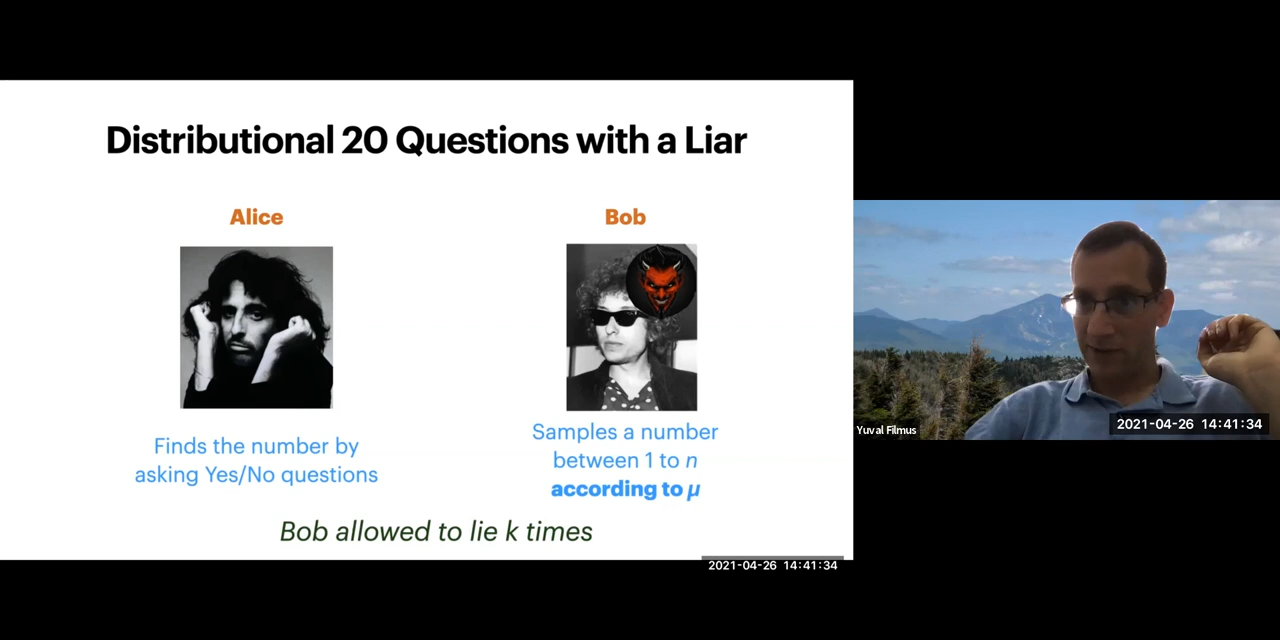 Distributional 20 Questions with a Liar
Alice
Bob
Finds the number by
asking Yes/No questions
Samples a number
between 1 to n
according to μ
Bob allowed to lie k times
2021-04-26 14:41:34
Yuval Filmus
2021-04-26 14:41:34